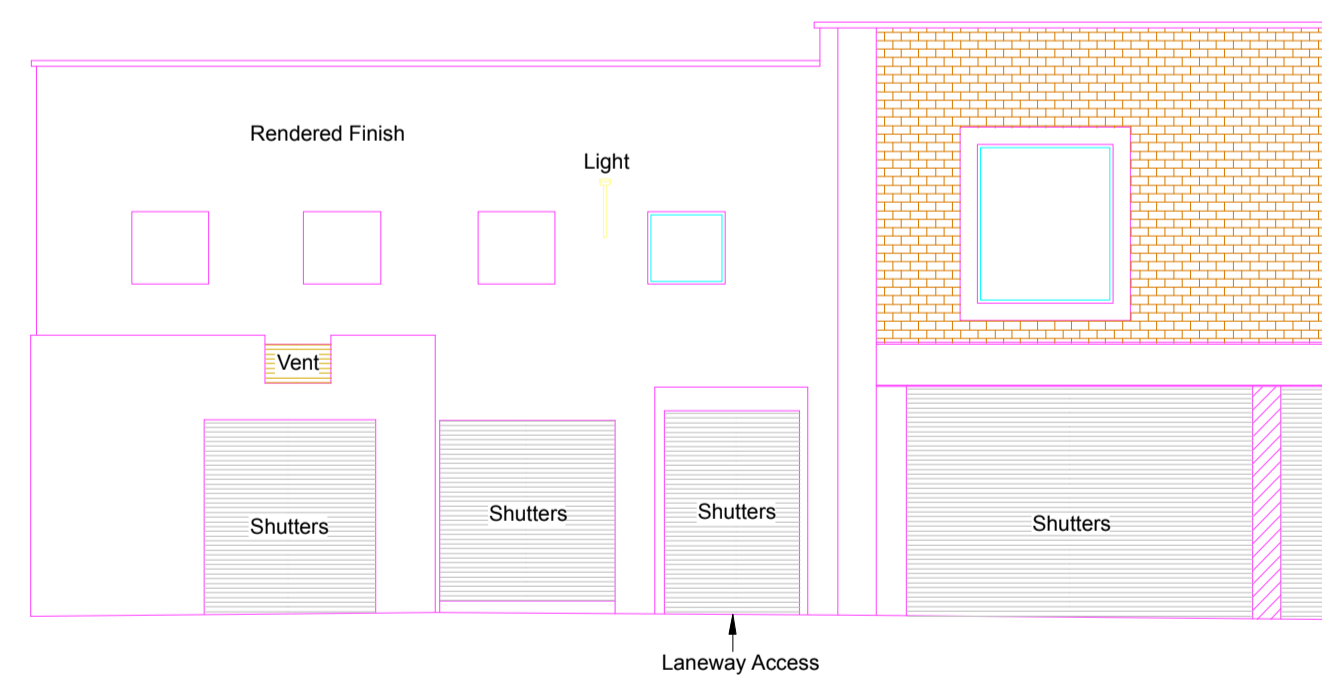 Rendered Finish
Light
Vent
Shutters
Shutters
Shutters
Shutters
Laneway Access